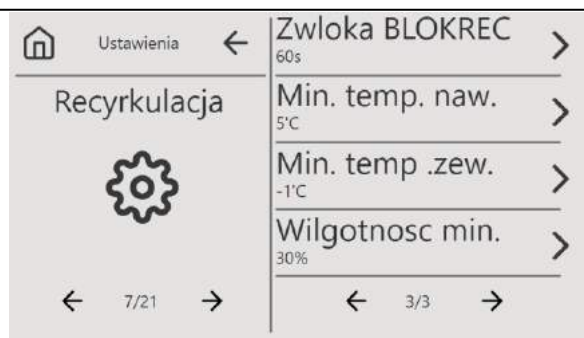 Ustawienia
Recyrkulacja
7/21
Zwloka BLOKREC
60s
Min. temp. naw.
5°C
Min. temp .zew.
-1°C
Wilgotnosc min.
30%
3/3